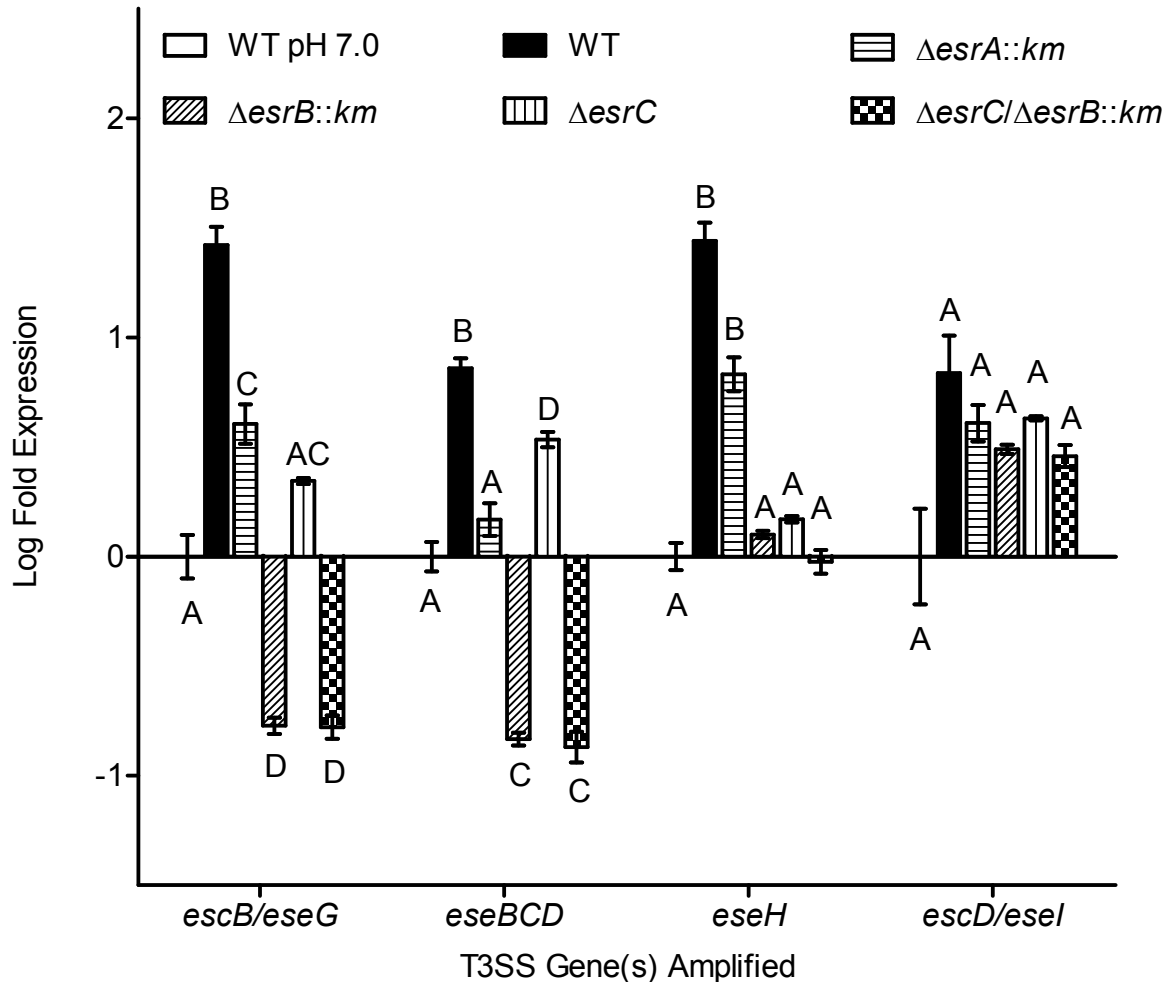 WT pH 7.0 WT ΔesrA::km
ΔesrB::km ΔesrC ΔesrC/ΔesrB::km
Log Fold Expression
2
1
0
-1
A B C D AC D
A B A C D C
A B B A A A
A A A A A A
escB/eseG eseBCD eseH escD/eseI
T3SS Gene(s) Amplified